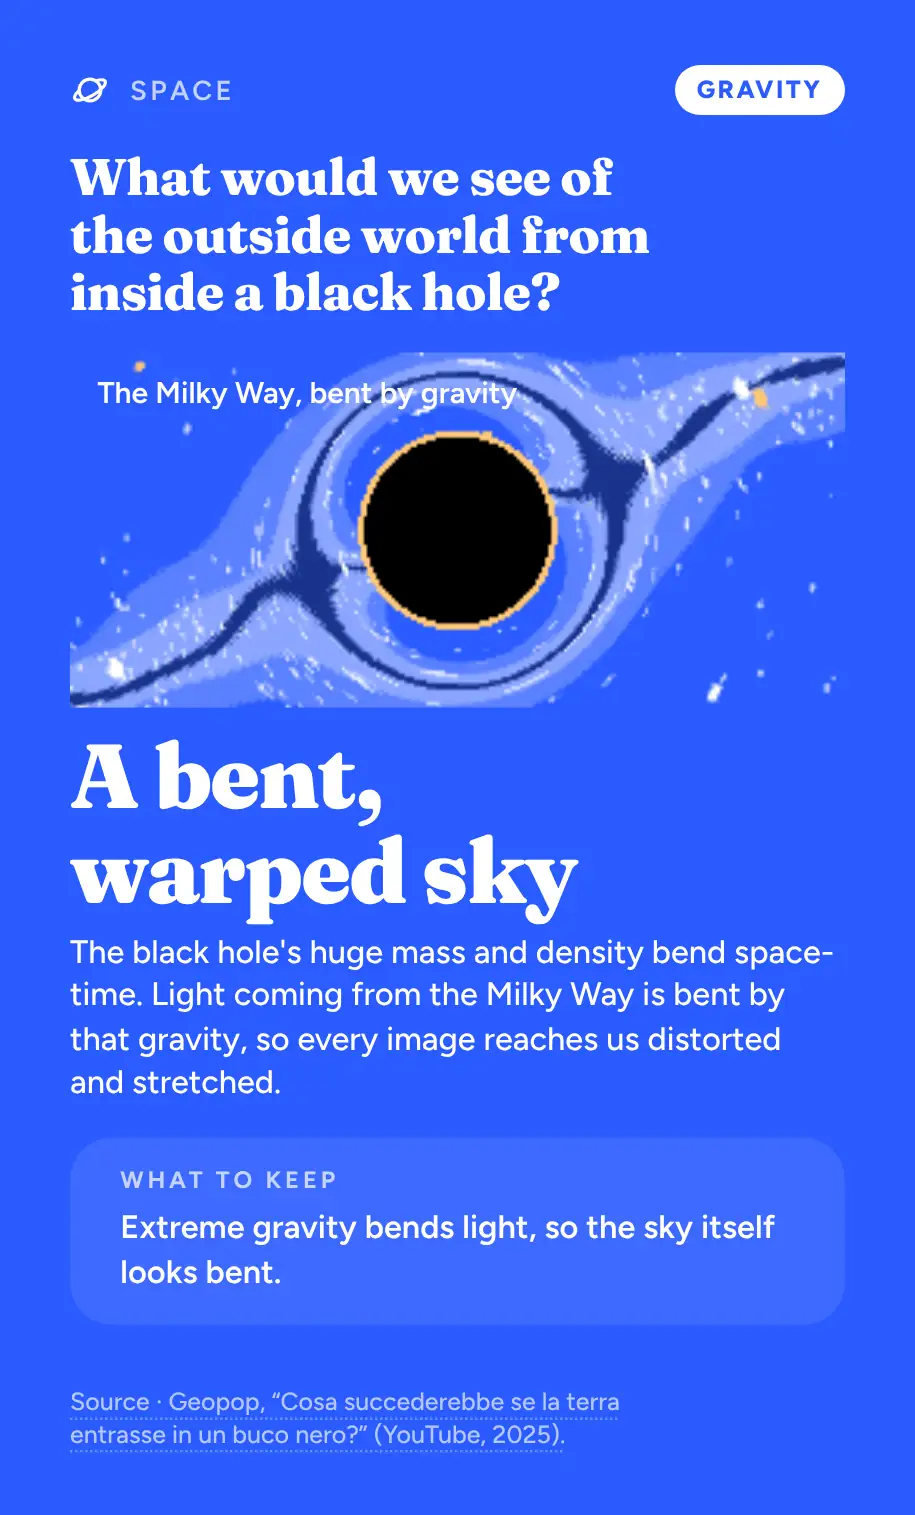 SPACE
GRAVITY
What would we see of
the outside world from
inside a black hole?
The Milky Way, bent by gravity
A bent,
warped sky
The black hole's huge mass and density bend space-
time. Light coming from the Milky Way is bent by
that gravity, so every image reaches us distorted
and stretched.
WHAT TO KEEP
Extreme gravity bends light, so the sky itself
looks bent.
Source · Geopop, “Cosa succederebbe se la terra
entrasse in un buco nero?” (YouTube, 2025).